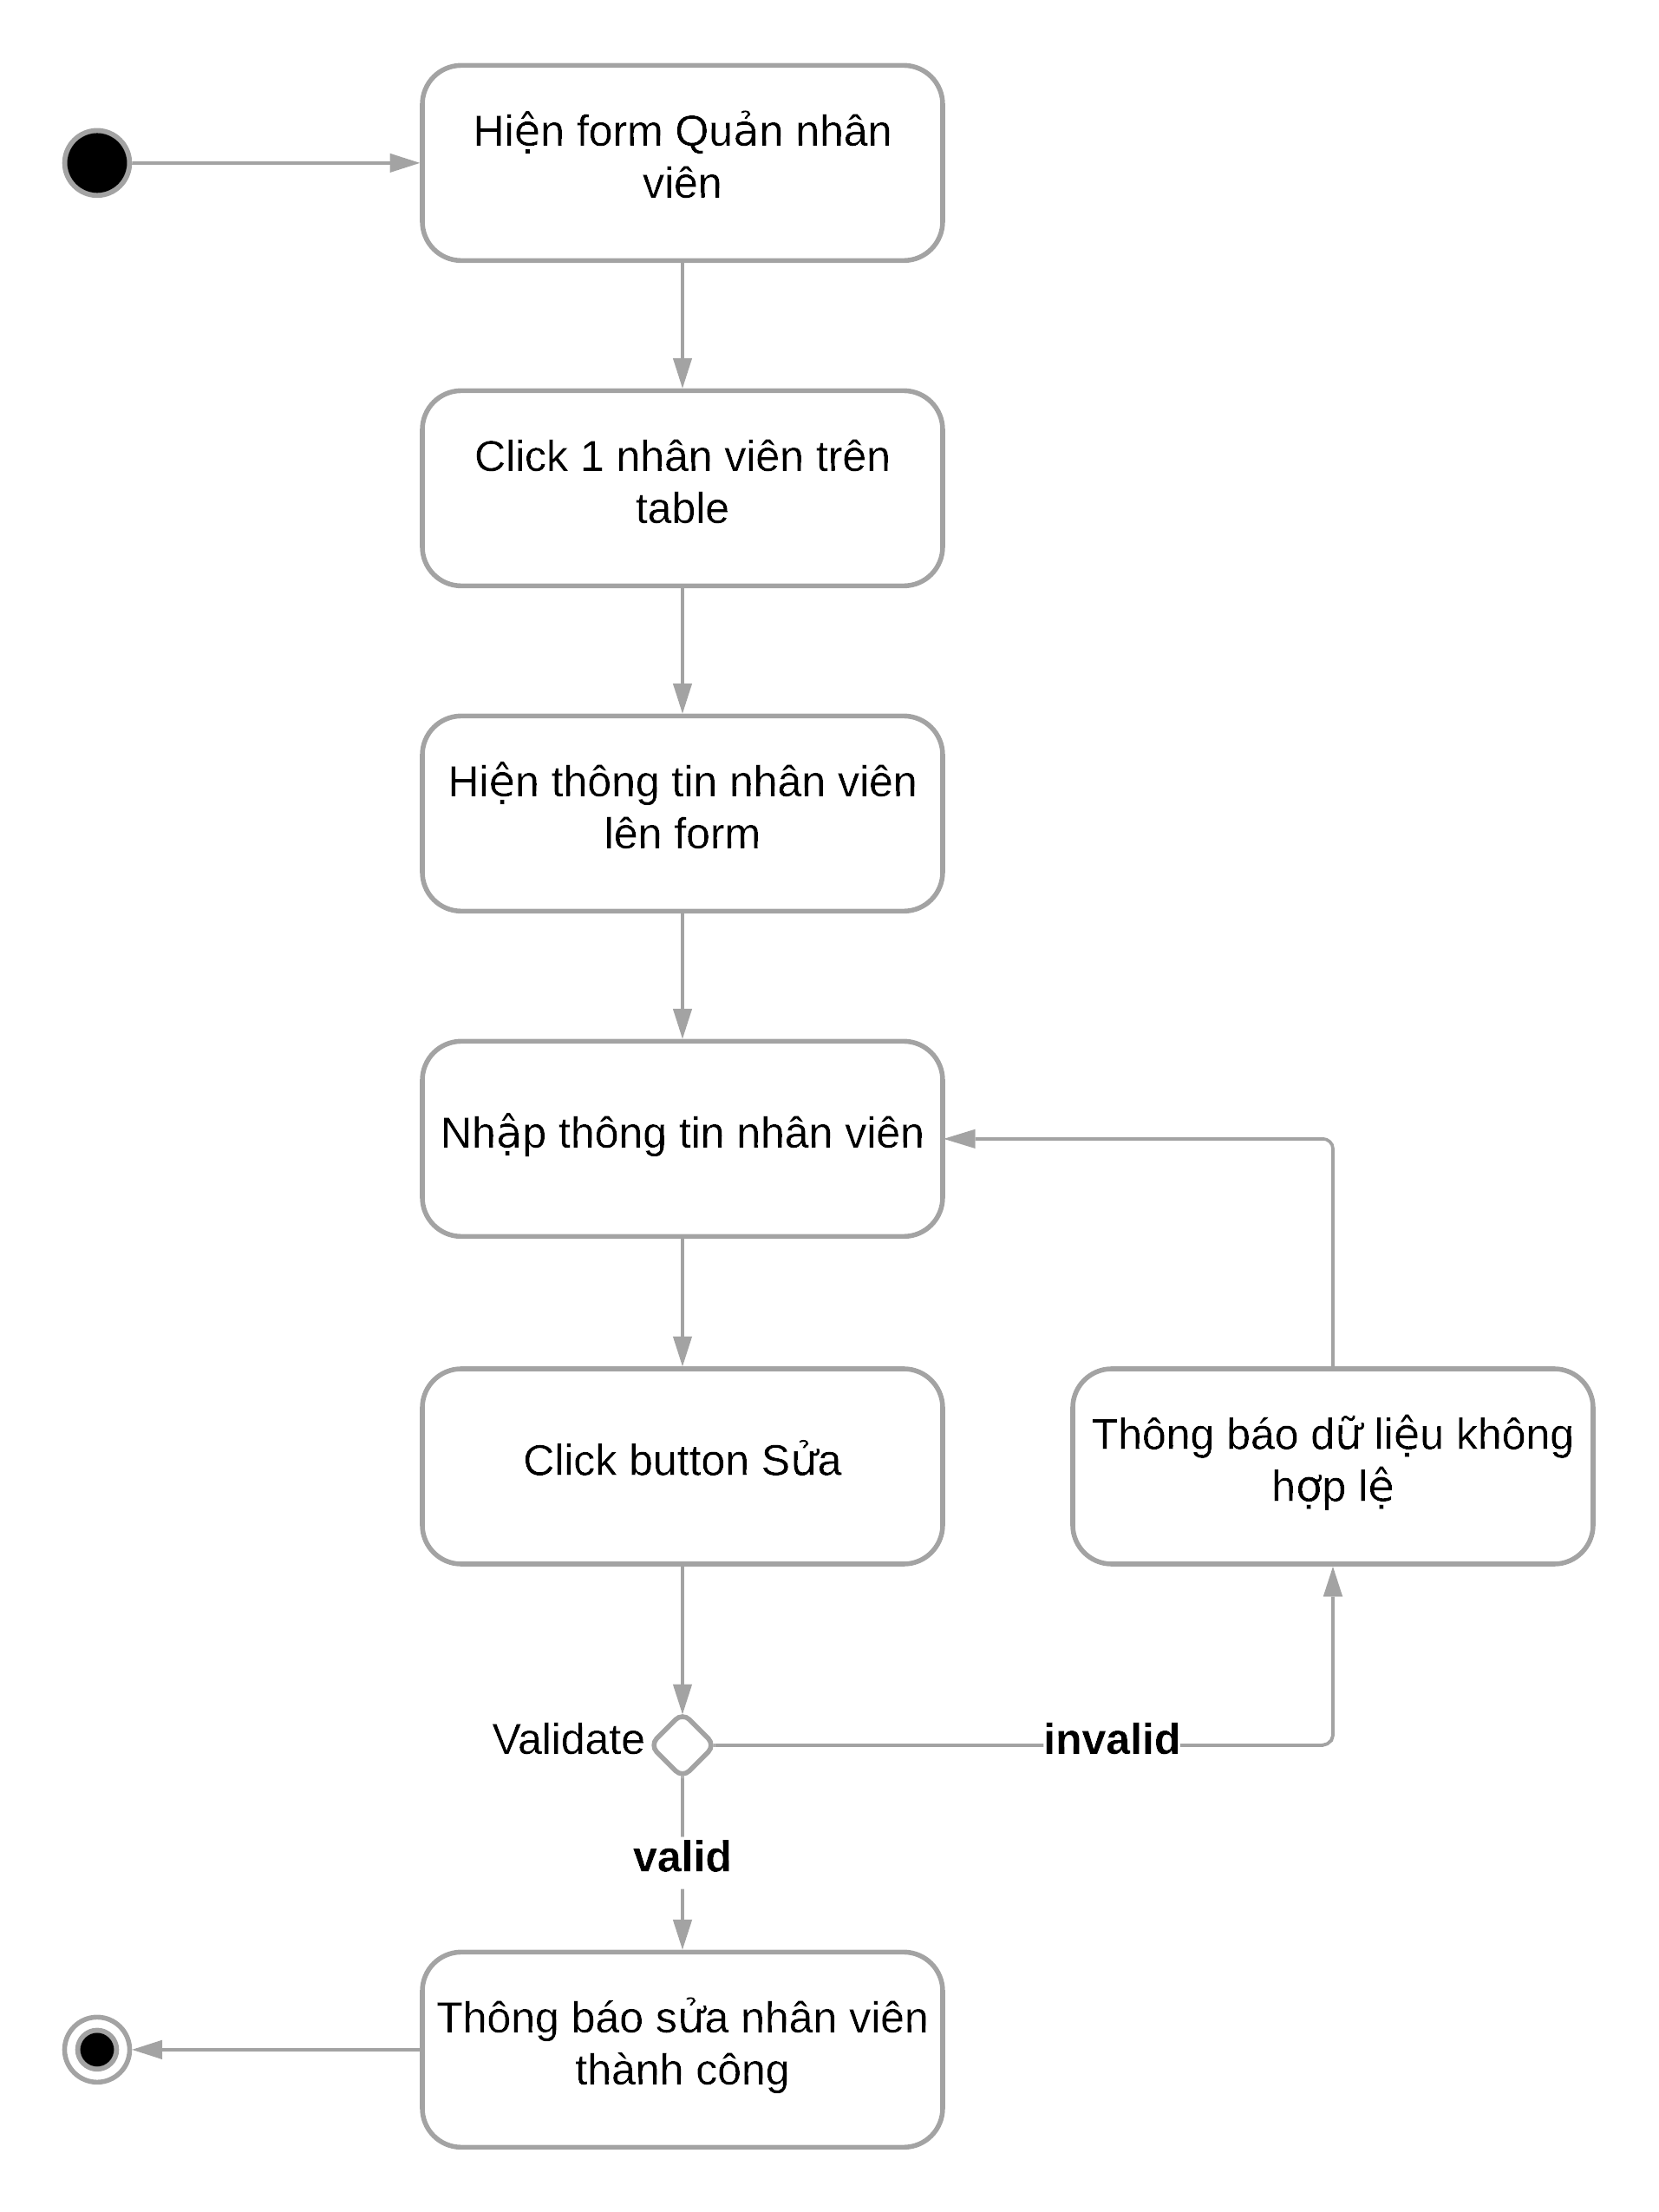 Hiện form Quản nhân
viên
Click 1 nhân viên trên
table
Hiện thông tin nhân viên
lên form
Nhập thông tin nhân viên
Click button Sửa
Thông báo dữ liệu không
hợp lệ
Validate
invalid
valid
Thông báo sửa nhân viên
thành công